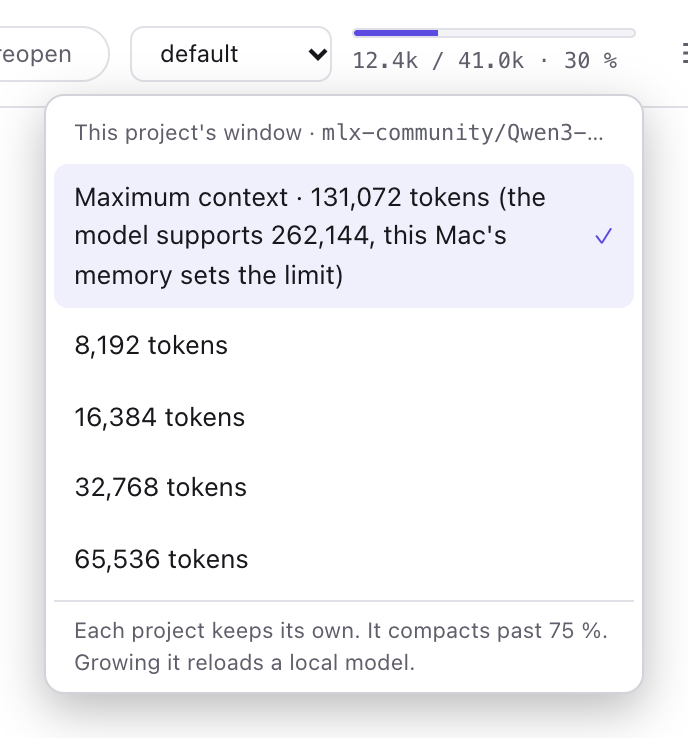 reopen
default
12.4k / 41.0k · 30 %
This project's window · mlx-community/Qwen3-…
Maximum context · 131,072 tokens (the
model supports 262,144, this Mac's
memory sets the limit)
8,192 tokens
16,384 tokens
32,768 tokens
65,536 tokens
Each project keeps its own. It compacts past 75 %.
Growing it reloads a local model.